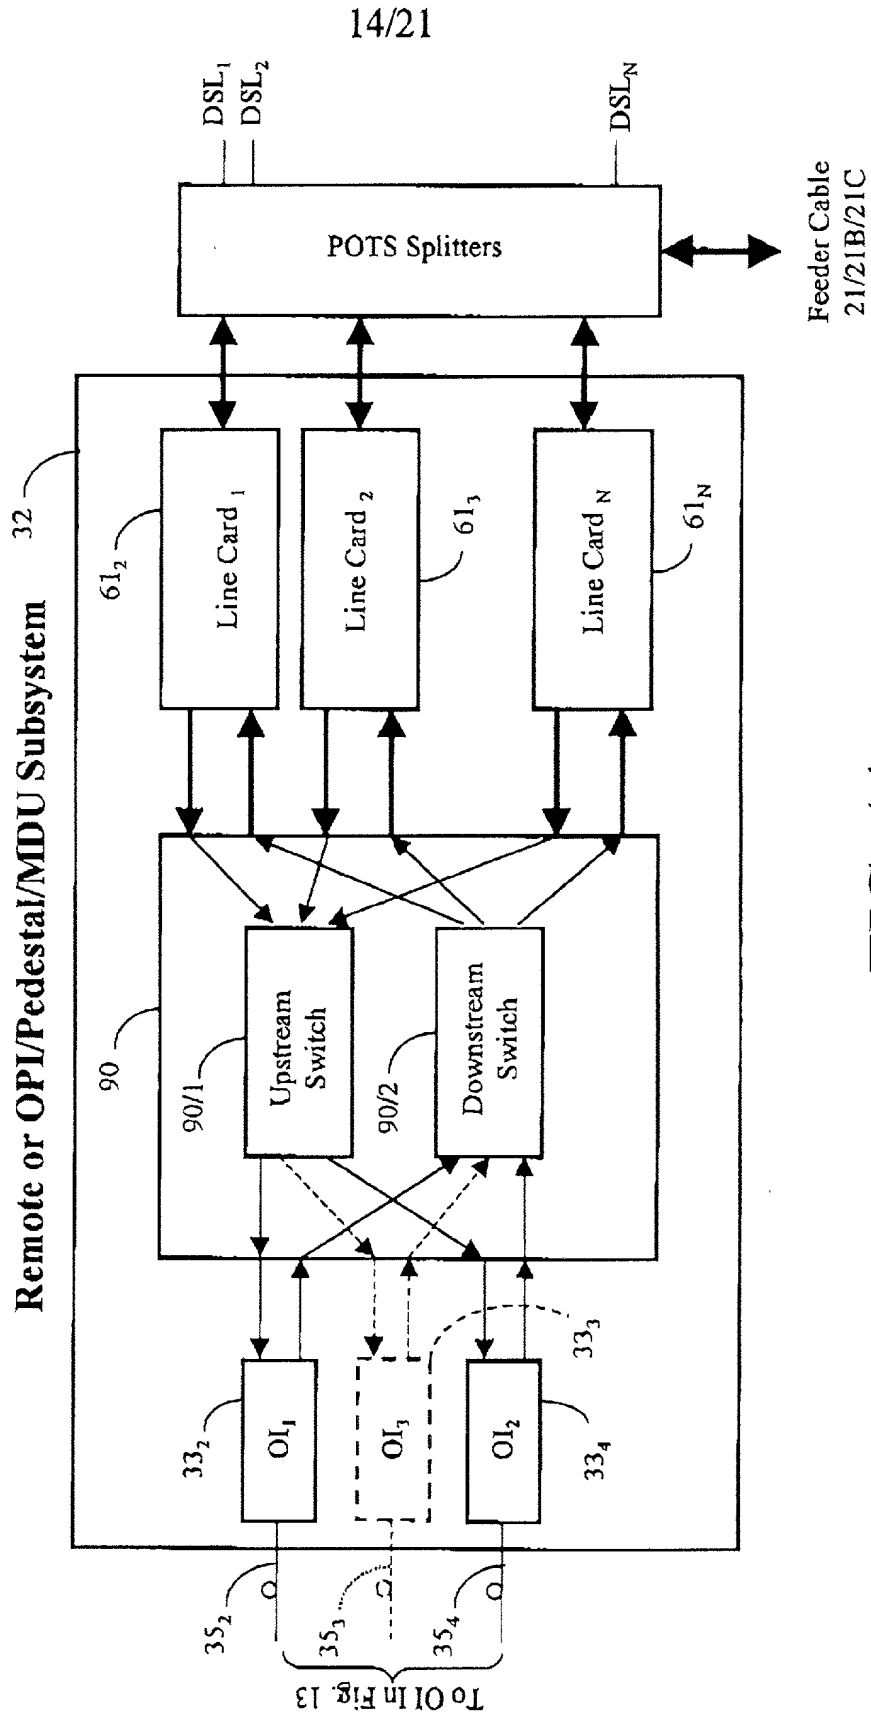 14/21
Remote or OPI/Pedestal/MDU Subsystem
32
DSL1
DSL2
DSLN
POTS Splitters
Feeder Cable
21/21B/21C
61₂
Line Card 1
Line Card 2
61₃
Line Card N
61N
90
90/1
Upstream
Switch
90/2
Downstream
Switch
33₂
OI₁
OI₃
33₃
OI₂
33₄
35₂
35₃
35₄
To OI In Fig. 13